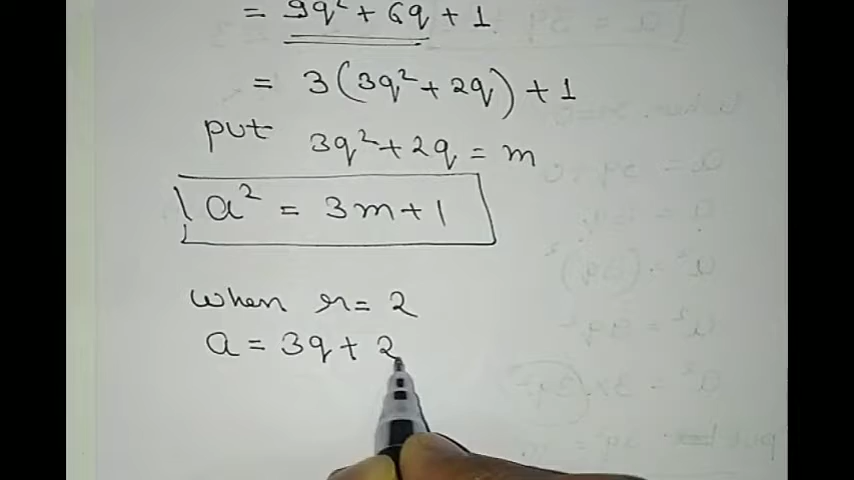 = 9q² + 6q + 1
= 3(3q² + 2q) + 1
put 3q² + 2q = m
a² = 3m + 1
when r = 2
a = 3q + 2